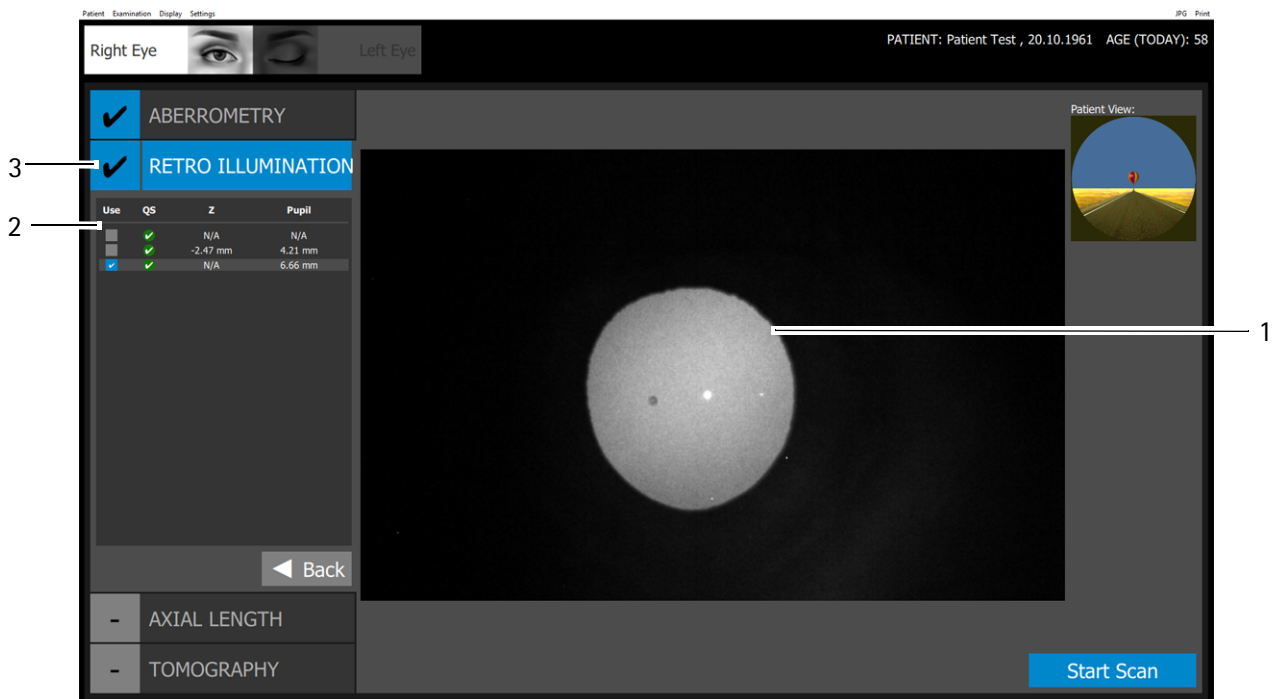 Patient Examination Display Settings JPG Print
Right Eye Left Eye PATIENT: Patient Test , 20.10.1961 AGE (TODAY): 58
✔ ABERROMETRY
Patient View:
3 ✔ RETRO ILLUMINATION
Use QS Z Pupil
2
N/A N/A
-2.47 mm 4.21 mm
N/A 6.66 mm
1
◀ Back
- AXIAL LENGTH
- TOMOGRAPHY
Start Scan